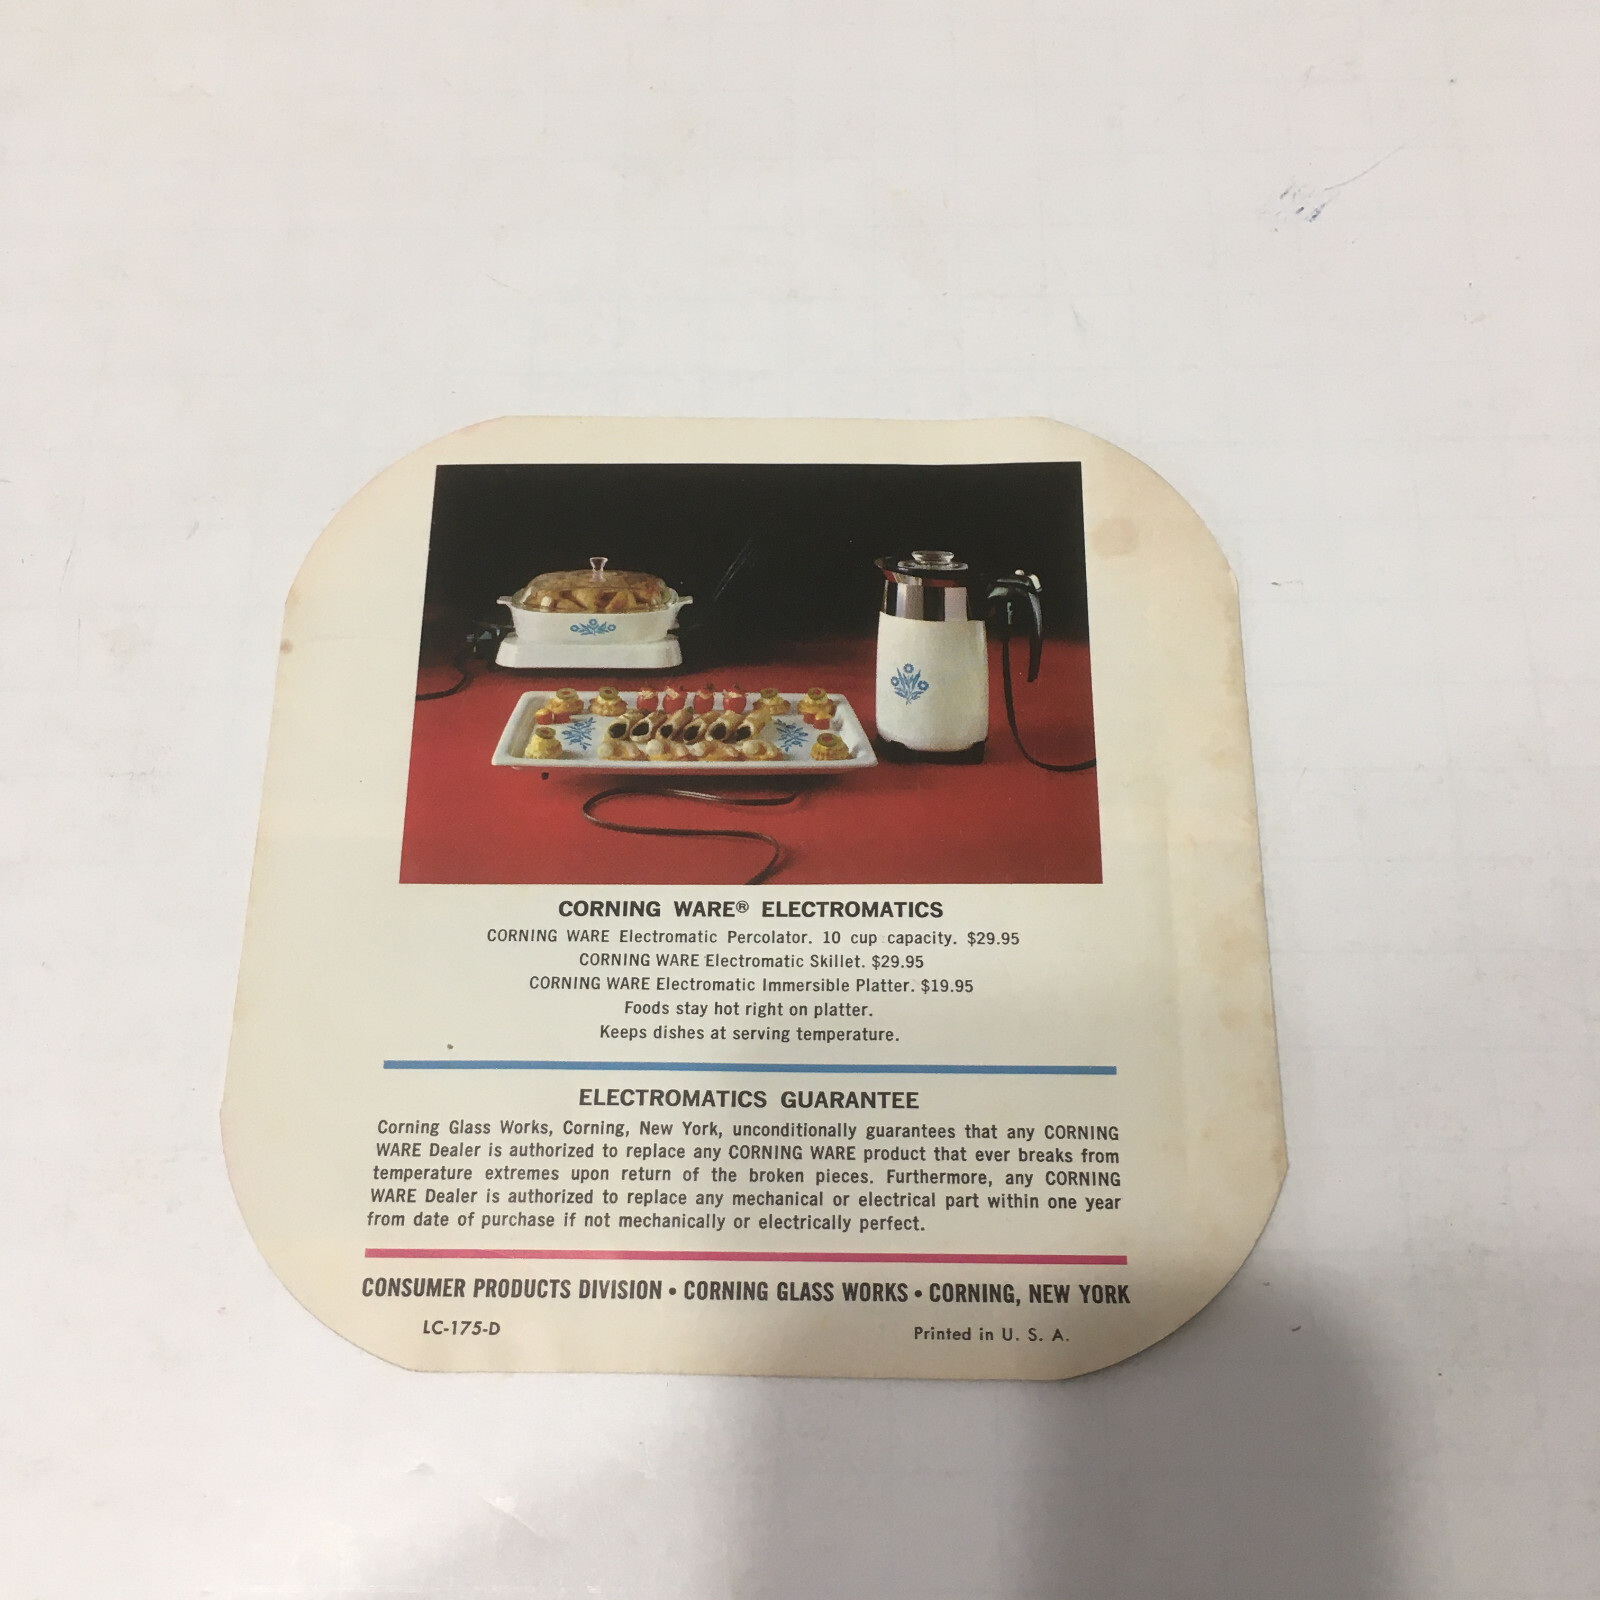 CORNING WARE® ELECTROMATICS
CORNING WARE Electromatic Percolator. 10 cup capacity. $29.95
CORNING WARE Electromatic Skillet. $29.95
CORNING WARE Electromatic Immersible Platter. $19.95
Foods stay hot right on platter.
Keeps dishes at serving temperature.
ELECTROMATICS GUARANTEE
Corning Glass Works, Corning, New York, unconditionally guarantees that any CORNING
WARE Dealer is authorized to replace any CORNING WARE product that ever breaks from
temperature extremes upon return of the broken pieces. Furthermore, any CORNING
WARE Dealer is authorized to replace any mechanical or electrical part within one year
from date of purchase if not mechanically or electrically perfect.
CONSUMER PRODUCTS DIVISION • CORNING GLASS WORKS • CORNING, NEW YORK
LC-175-D
Printed in U. S. A.